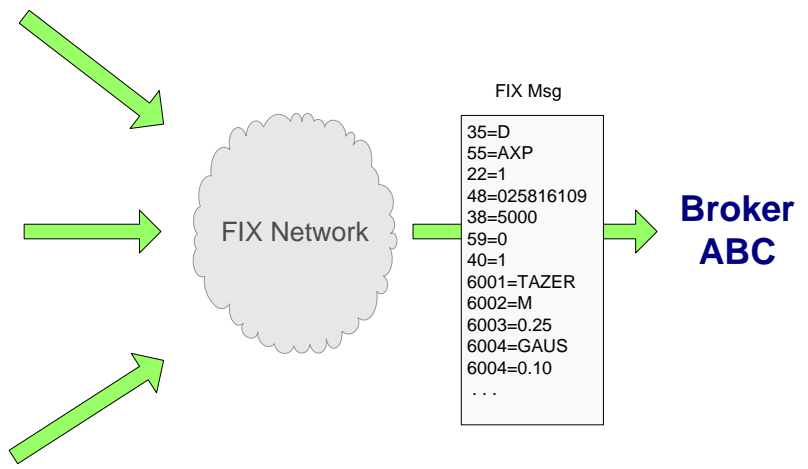 FIX Msg
35=D
55=AXP
22=1
48=025816109
38=5000
59=0
40=1
6001=TAZER
6002=M
6003=0.25
6004=GAUS
6004=0.10
. . .
FIX Network
Broker
ABC